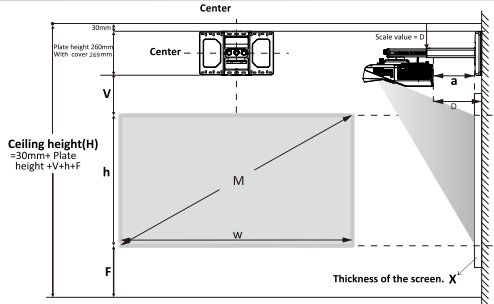 Center
30mm
Plate height 260mm
With cover 269mm
Center
Scale value = D
a
D
V
Ceiling height(H)
=30mm+ Plate
height +V+h+F
h
M
W
F
Thickness of the screen. X